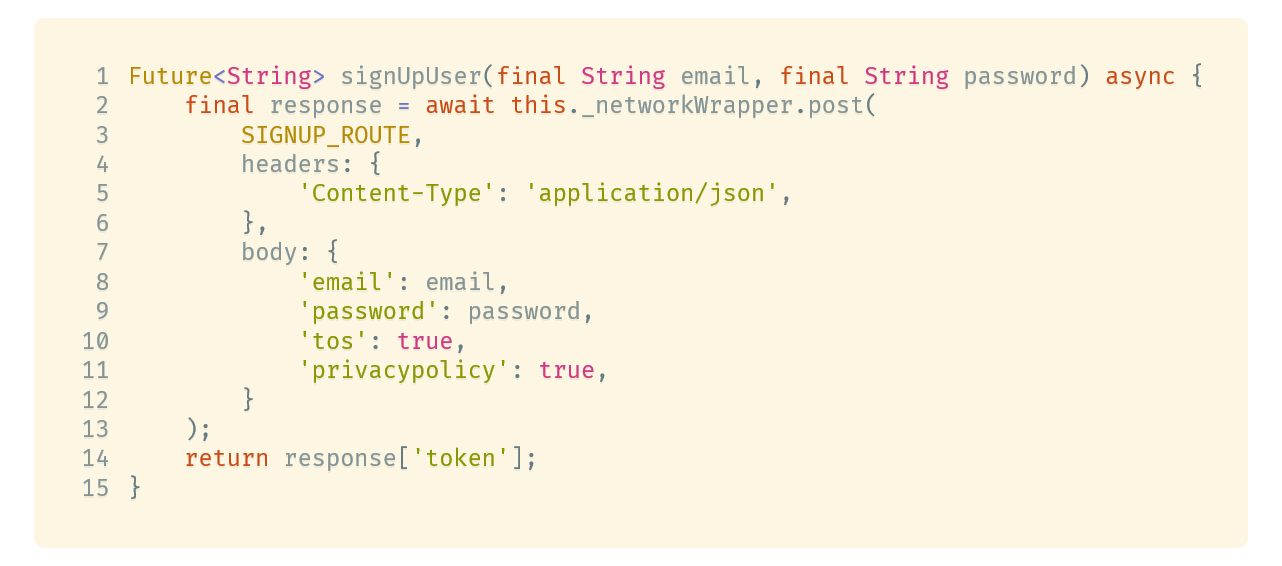 1 Future<String> signUpUser(final String email, final String password) async {
2     final response = await this._networkWrapper.post(
3         SIGNUP_ROUTE,
4         headers: {
5             'Content-Type': 'application/json',
6         },
7         body: {
8             'email': email,
9             'password': password,
10             'tos': true,
11             'privacypolicy': true,
12         }
13     );
14     return response['token'];
15 }